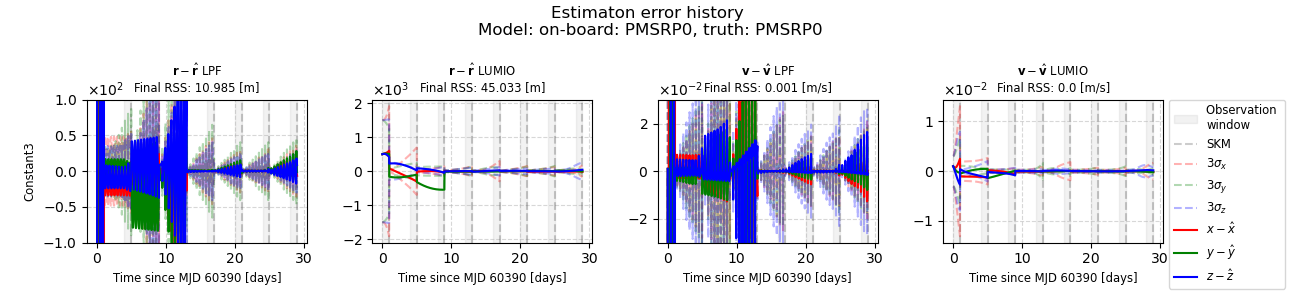 Estimaton error history
Model: on-board: PMSRP0, truth: PMSRP0
r − r̂ LPF
Final RSS: 10.985 [m]
×10²
1.0
0.5
0.0
−0.5
−1.0
Constant3
0 10 20 30
Time since MJD 60390 [days]
r − r̂ LUMIO
Final RSS: 45.033 [m]
×10³
2
1
0
−1
−2
0 10 20 30
Time since MJD 60390 [days]
v − v̂ LPF
Final RSS: 0.001 [m/s]
×10⁻²
2
0
−2
0 10 20 30
Time since MJD 60390 [days]
v − v̂ LUMIO
Final RSS: 0.0 [m/s]
×10⁻²
1
0
−1
0 10 20 30
Time since MJD 60390 [days]
Observation
window
SKM
3σₓ
3σ_y
3σ_z
x − x̂
y − ŷ
z − ẑ